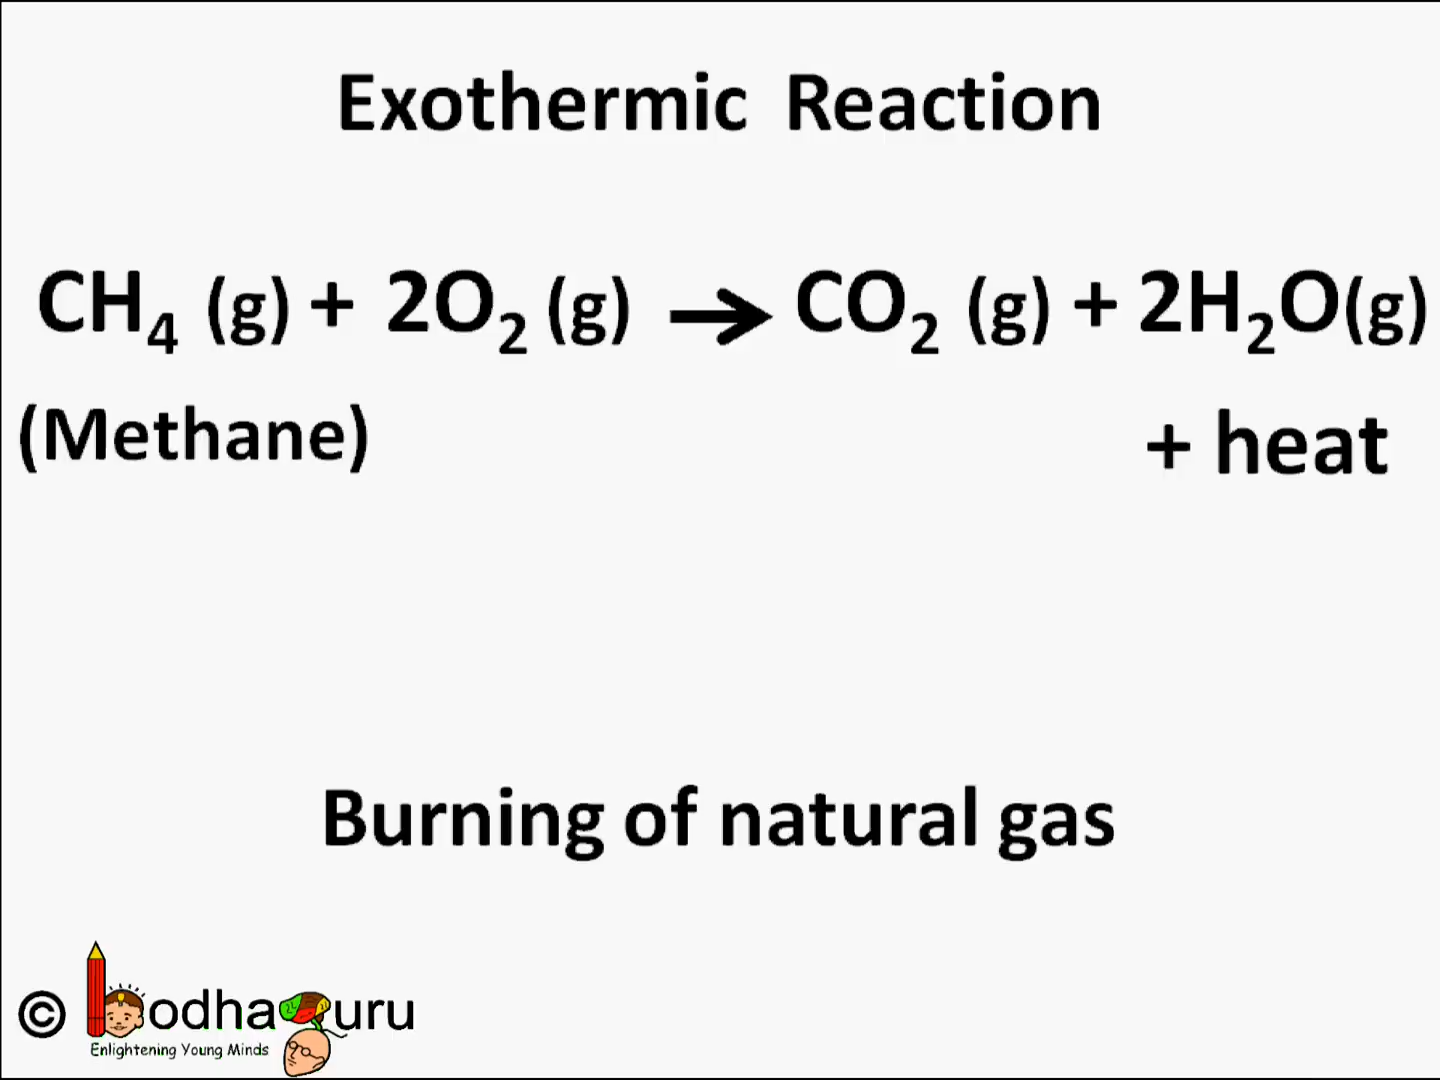 Exothermic Reaction
CH₄ (g) + 2O₂ (g) → CO₂ (g) + 2H₂O(g)
(Methane) + heat
Burning of natural gas
© bodhaguru
Enlightening Young Minds